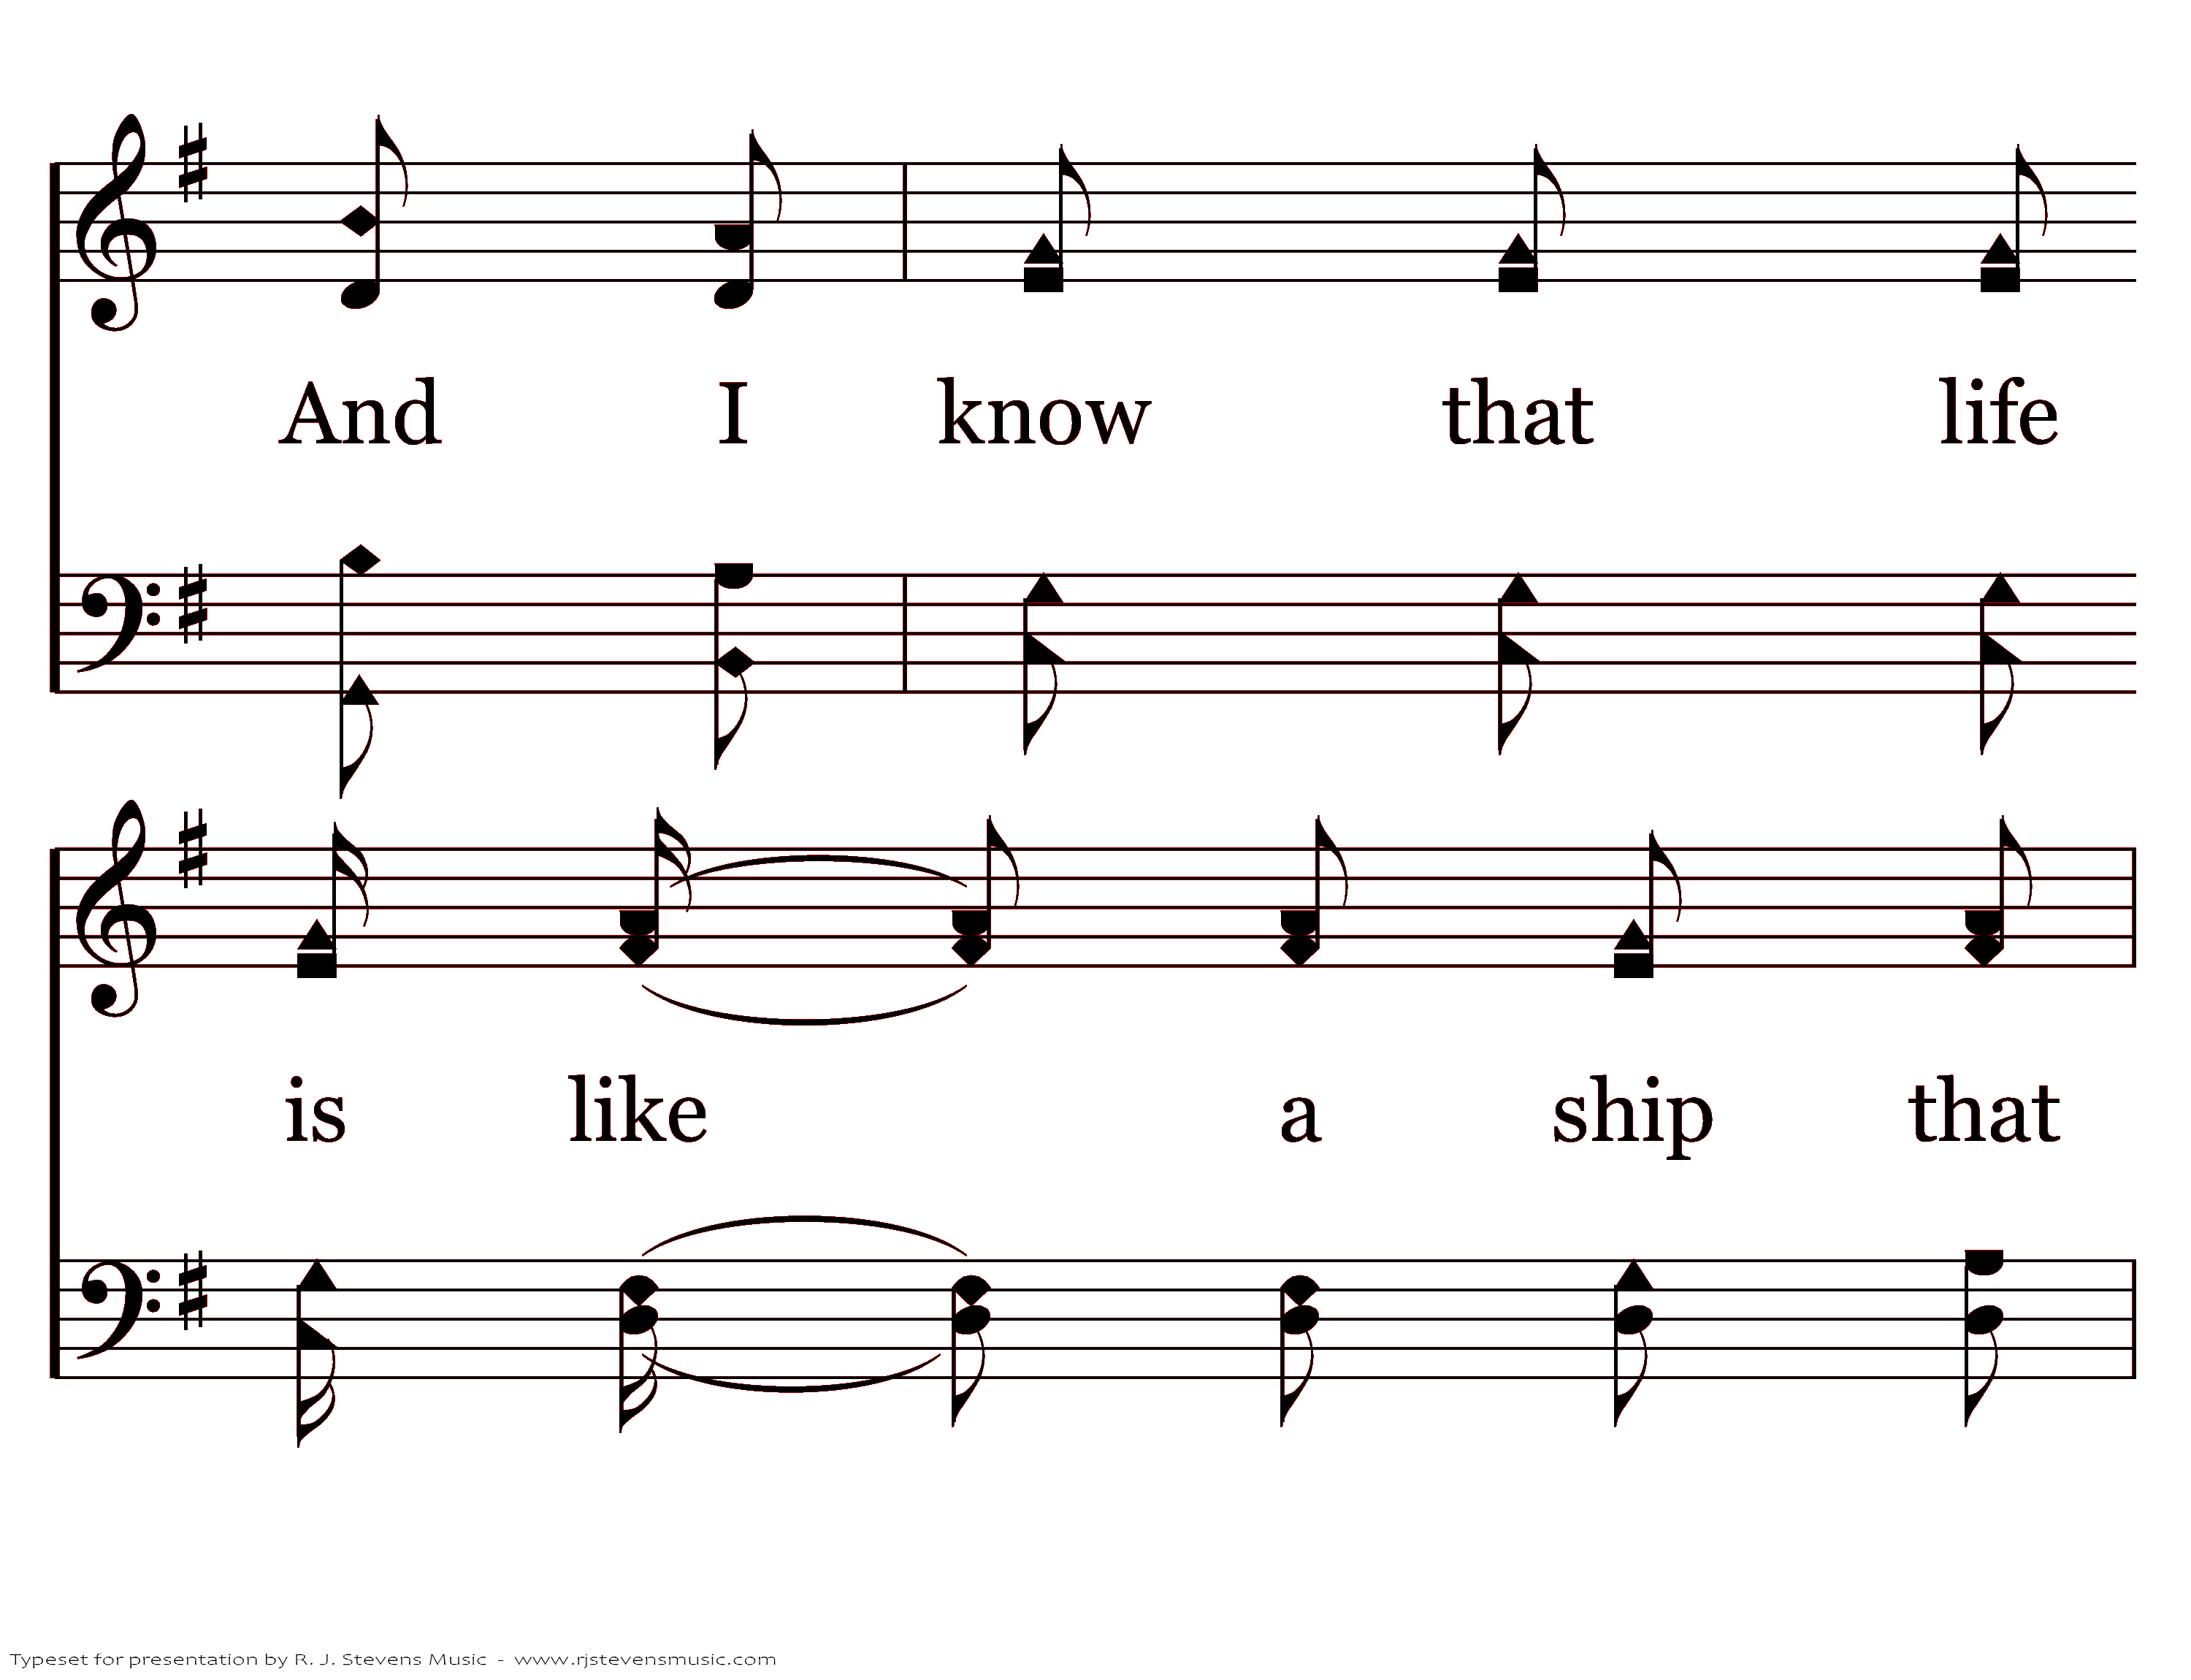 And I know that life
is like a ship that
Typeset for presentation by R. J. Stevens Music - www.rjstevensmusic.com